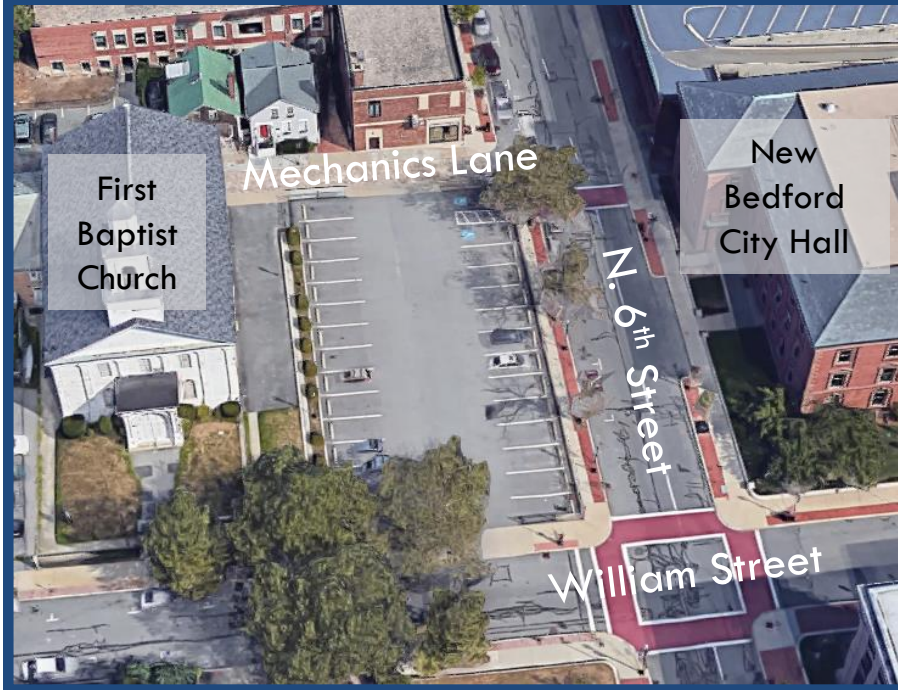 Mechanics Lane
First
Baptist
Church
New
Bedford
City Hall
N. 6th Street
William Street